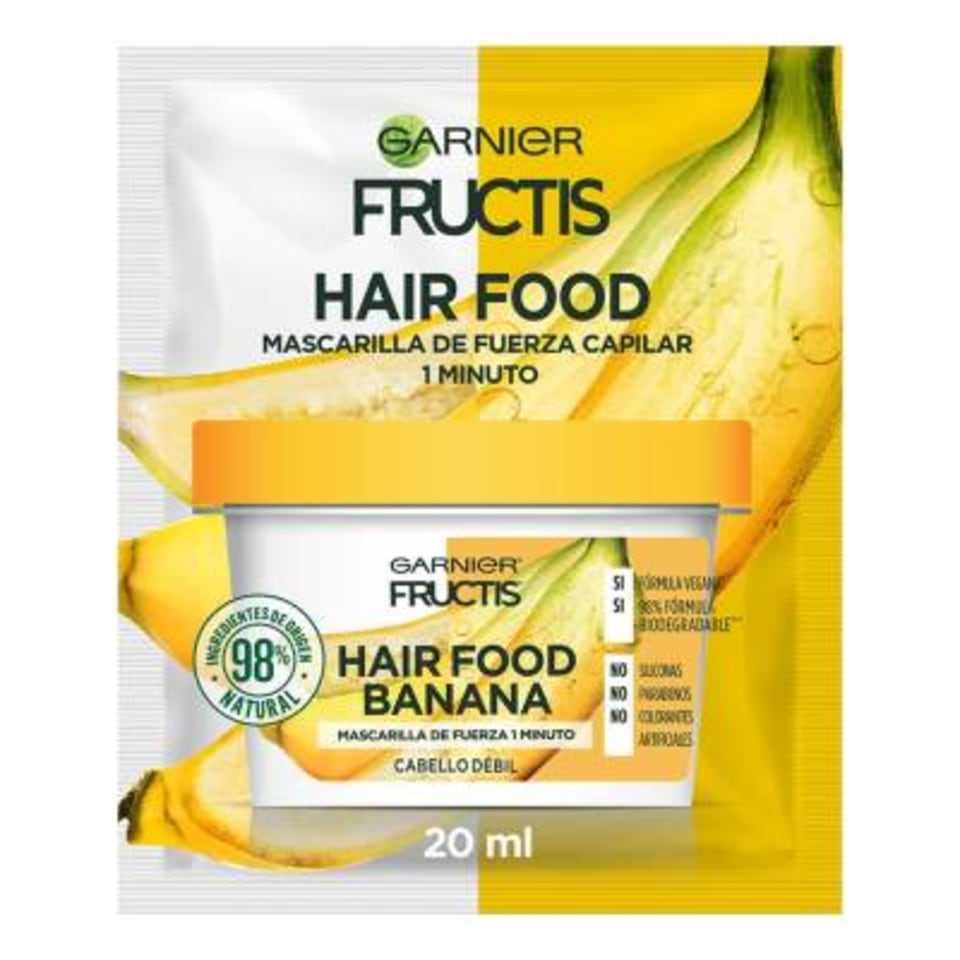 GARNIER
FRUCTIS
HAIR FOOD
MASCARILLA DE FUERZA CAPILAR
1 MINUTO
GARNIER
FRUCTIS
SI FÓRMULA VEGANA
SI 98% FÓRMULA
BIODEGRADABLE
INGREDIENTES DE ORIGEN
98%
NATURAL
HAIR FOOD
BANANA
MASCARILLA DE FUERZA 1 MINUTO
CABELLO DÉBIL
NO SILICONAS
NO PARABENOS
NO COLORANTES
ARTIFICIALES
20 ml